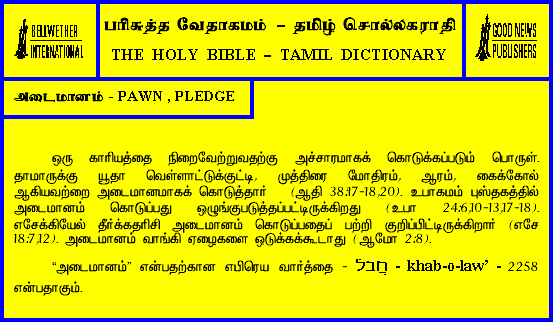 BELLWETHER
INTERNATIONAL
பரிசுத்த வேதாகமம் – தமிழ் சொல்லகராதி
THE HOLY BIBLE – TAMIL DICTIONARY
GOOD NEWS
PUBLISHERS
அடைமானம் - PAWN , PLEDGE
ஒரு காரியத்தை நிறைவேற்றுவதற்கு அச்சாரமாகக் கொடுக்கப்படும் பொருள்.
தாமாருக்கு யூதா வெள்ளாட்டுக்குட்டி, முத்திரை மோதிரம், ஆரம், கைக்கோல்
ஆகியவற்றை அடைமானமாகக் கொடுத்தார் (ஆதி 38:17-18,20). உபாகமம் புஸ்தகத்தில்
அடைமானம் கொடுப்பது ஒழுங்குபடுத்தப்பட்டிருக்கிறது (உபா 24:6,10-13,17-18).
எசேக்கியேல் தீர்க்கதரிசி அடைமானம் கொடுப்பதைப் பற்றி குறிப்பிட்டிருக்கிறார் (எசே
18:7,12). அடைமானம் வாங்கி ஏழைகளை ஒடுக்கக்கூடாது (ஆமோ 2:8).
“அடைமானம்” என்பதற்கான எபிரெய வார்த்தை - חֲבֹל - khab-o-law’ - 2258
என்பதாகும்.